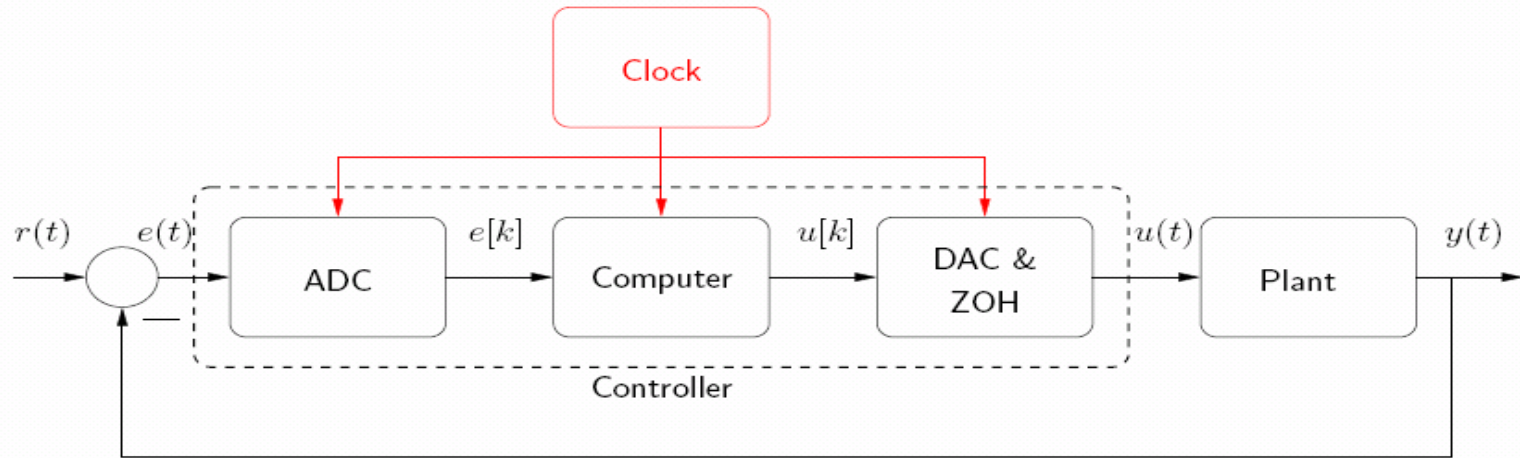 Clock
r(t)
e(t)
ADC
e[k]
Computer
u[k]
DAC &
ZOH
u(t)
Plant
y(t)
Controller